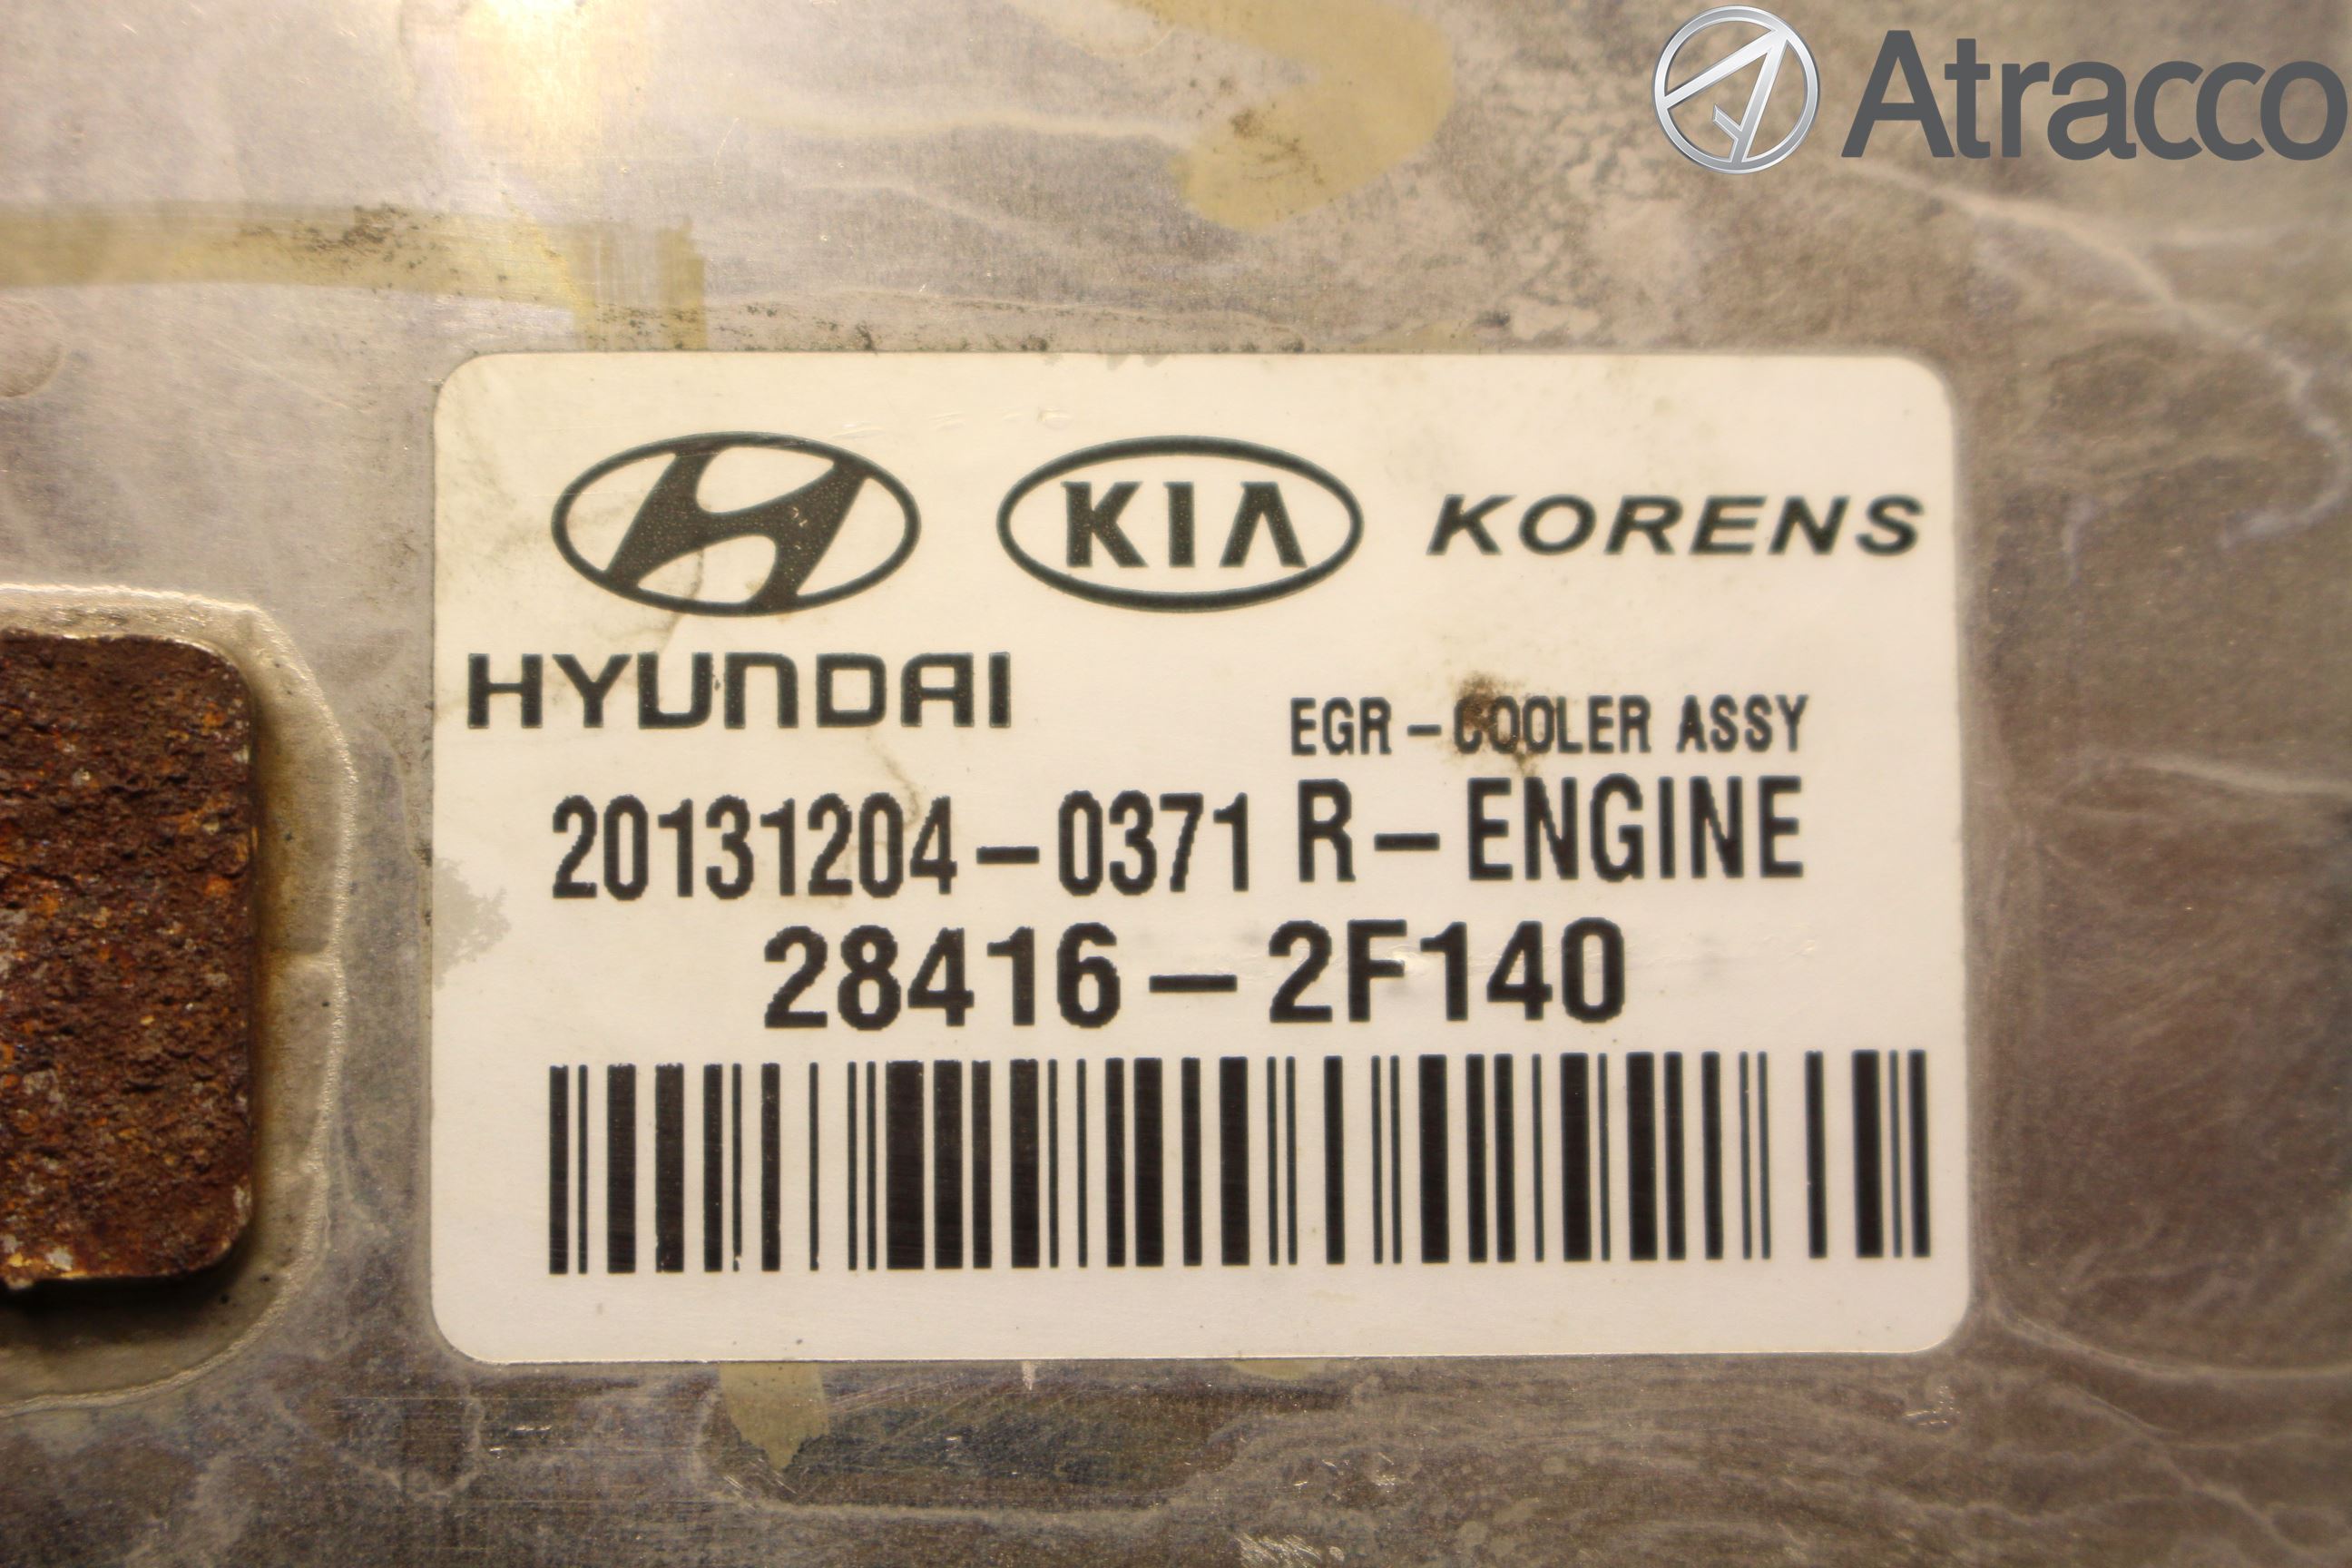 Atracco
KIA KORENS
HYUNDAI
EGR-COOLER ASSY
20131204-0371 R-ENGINE
28416-2F140